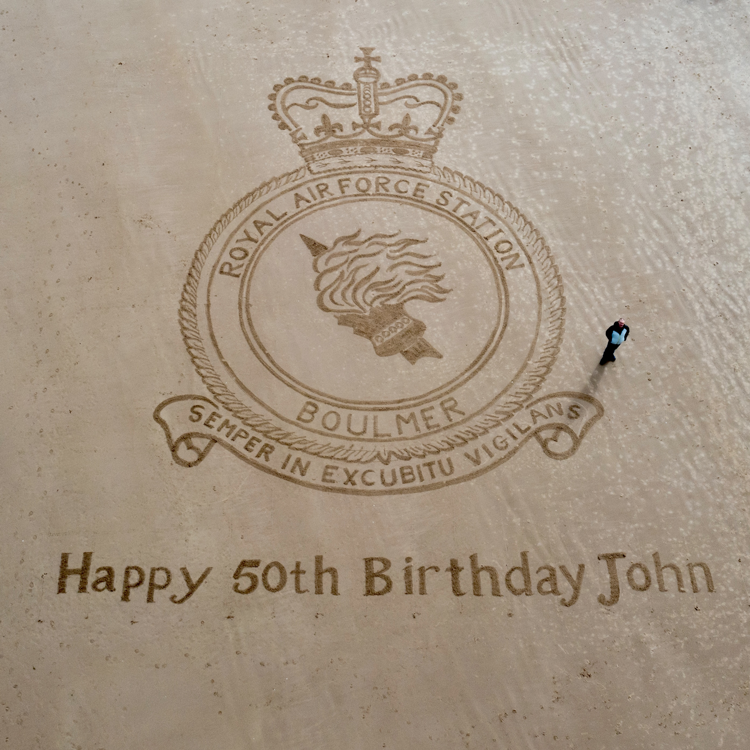 ROYAL AIR FORCE STATION
BOULMER
SEMPER IN EXCUBITU VIGILANS
Happy 50th Birthday John